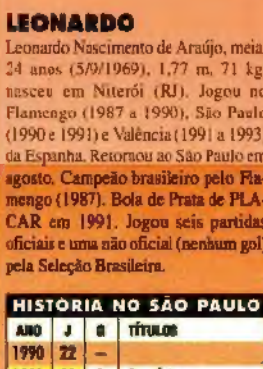 LEONARDO
Leonardo Nascimento de Araújo, meia,
24 anos (5/9/1969), 1,77 m, 71 kg,
nasceu em Niterói (RJ). Jogou no
Flamengo (1987 a 1990), São Paulo
(1990 e 1991) e Valência (1991 a 1993)
da Espanha. Retornou ao São Paulo em
agosto. Campeão brasileiro pelo Fla-
mengo (1987). Bola de Prata de PLA-
CAR em 1991. Jogou seis partidas
oficiais e uma não oficial (nenhum gol)
pela Seleção Brasileira.
HISTÓRIA NO SÃO PAULO
ANO J G TÍTULOS
1990 22 –